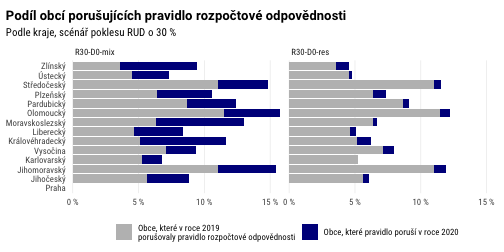 Podíl obcí porušujících pravidlo rozpočtové odpovědnosti
Podle kraje, scénář poklesu RUD o 30 %
R30-D0-mix
R30-D0-res
Zlínský
Ústecký
Středočeský
Plzeňský
Pardubický
Olomoucký
Moravskoslezský
Liberecký
Královéhradecký
Vysočina
Karlovarský
Jihomoravský
Jihočeský
Praha
0 %
5 %
10 %
15 %
0 %
5 %
10 %
15 %
Obce, které v roce 2019
porušovaly pravidlo rozpočtové odpovědnosti
Obce, které pravidlo poruší v roce 2020